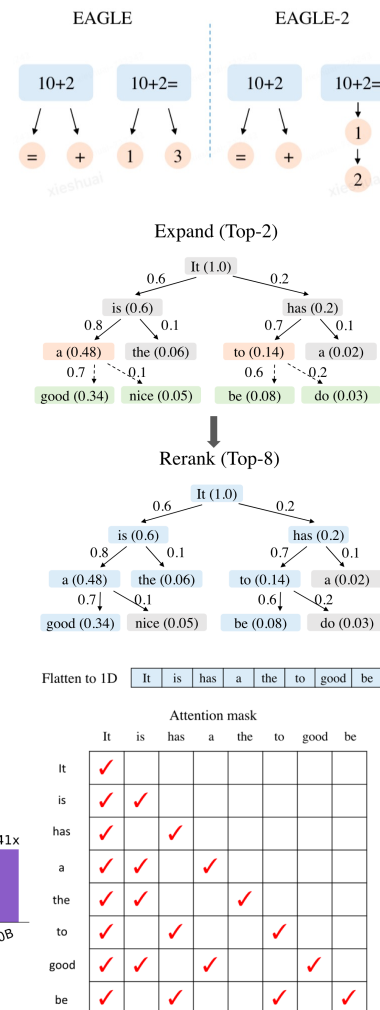 EAGLE EAGLE-2
10+2 10+2= 10+2 10+2=
= + 1 3 = + 1
2
xieshuai
Expand (Top-2)
It (1.0)
0.6 0.2
is (0.6) has (0.2)
0.8 0.1 0.7 0.1
a (0.48) the (0.06) to (0.14) a (0.02)
0.7 0.1 0.6 0.2
good (0.34) nice (0.05) be (0.08) do (0.03)
Rerank (Top-8)
It (1.0)
0.6 0.2
is (0.6) has (0.2)
0.8 0.1 0.7 0.1
a (0.48) the (0.06) to (0.14) a (0.02)
0.7 0.1 0.6 0.2
good (0.34) nice (0.05) be (0.08) do (0.03)
Flatten to 1D It is has a the to good be
Attention mask
It is has a the to good be
It ✓
is ✓ ✓
has ✓ ✓
41x
a ✓ ✓ ✓
the ✓ ✓ ✓
0B
to ✓ ✓ ✓
good ✓ ✓ ✓ ✓
be ✓ ✓ ✓ ✓